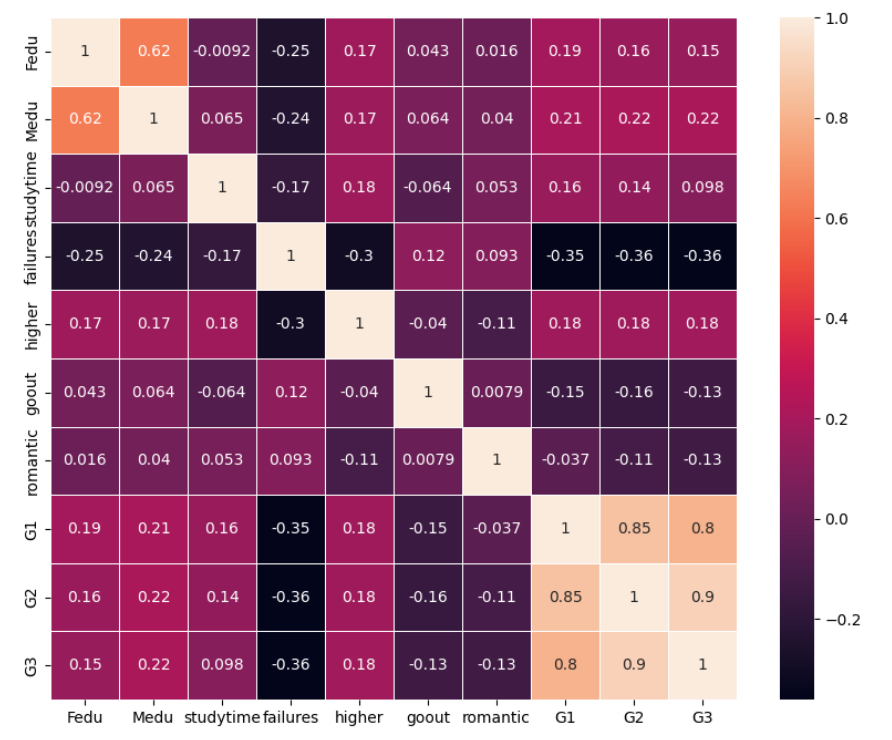 Fedu 1 0.62 -0.0092 -0.25 0.17 0.043 0.016 0.19 0.16 0.15
Medu 0.62 1 0.065 -0.24 0.17 0.064 0.04 0.21 0.22 0.22
studytime -0.0092 0.065 1 -0.17 0.18 -0.064 0.053 0.16 0.14 0.098
failures -0.25 -0.24 -0.17 1 -0.3 0.12 0.093 -0.35 -0.36 -0.36
higher 0.17 0.17 0.18 -0.3 1 -0.04 -0.11 0.18 0.18 0.18
goout 0.043 0.064 -0.064 0.12 -0.04 1 0.0079 -0.15 -0.16 -0.13
romantic 0.016 0.04 0.053 0.093 -0.11 0.0079 1 -0.037 -0.11 -0.13
G1 0.19 0.21 0.16 -0.35 0.18 -0.15 -0.037 1 0.85 0.8
G2 0.16 0.22 0.14 -0.36 0.18 -0.16 -0.11 0.85 1 0.9
G3 0.15 0.22 0.098 -0.36 0.18 -0.13 -0.13 0.8 0.9 1
Fedu Medu studytime failures higher goout romantic G1 G2 G3
1.0
0.8
0.6
0.4
0.2
0.0
−0.2